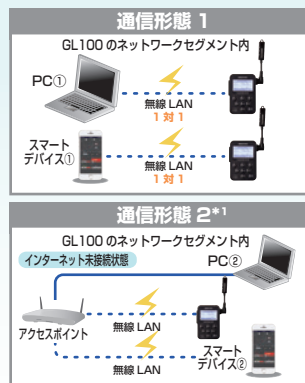 通信形態 1
GL100 のネットワークセグメント内
PC①
無線 LAN
1 対 1
スマート
デバイス①
無線 LAN
1 対 1
通信形態 2*1
GL100 のネットワークセグメント内
インターネット未接続状態
PC②
アクセスポイント
無線 LAN
スマート
デバイス②
無線 LAN